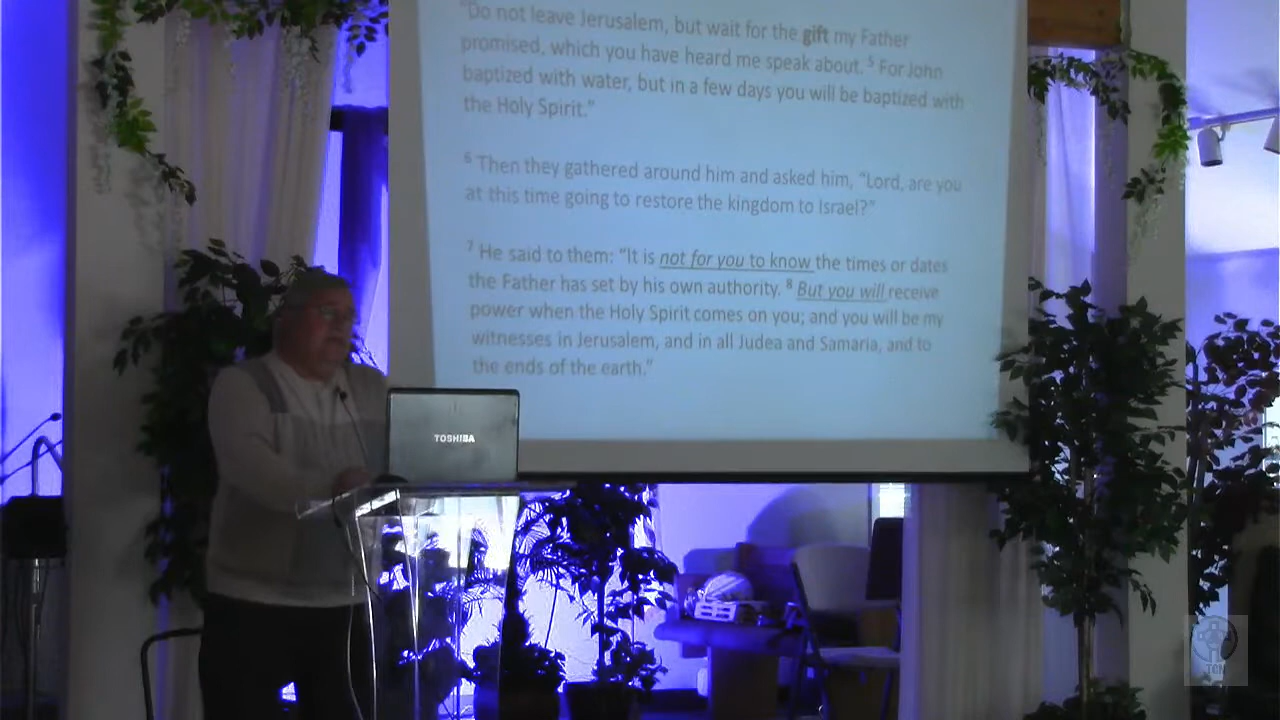 "Do not leave Jerusalem, but wait for the gift my Father
promised, which you have heard me speak about. ⁵ For John
baptized with water, but in a few days you will be baptized with
the Holy Spirit."
⁶ Then they gathered around him and asked him, "Lord, are you
at this time going to restore the kingdom to Israel?"
⁷ He said to them: "It is not for you to know the times or dates
the Father has set by his own authority. ⁸ But you will receive
power when the Holy Spirit comes on you; and you will be my
witnesses in Jerusalem, and in all Judea and Samaria, and to
the ends of the earth."
TOSHIBA
TCN